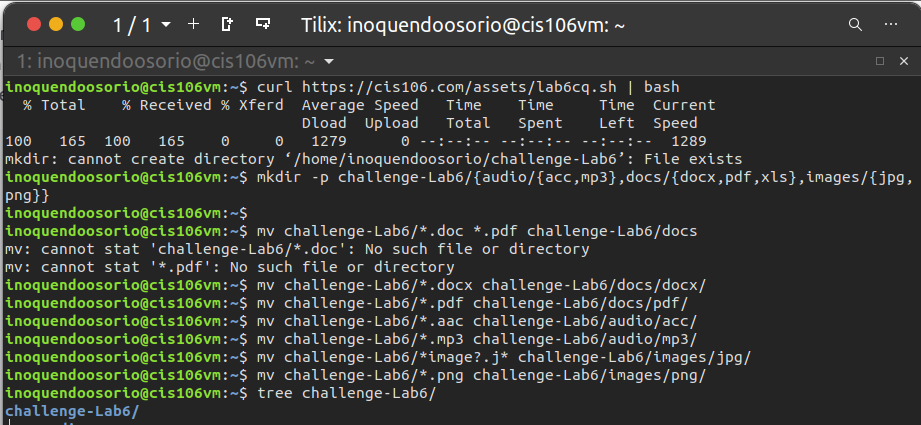 1 / 1
Tilix: inoquendoosorio@cis106vm: ~
1: inoquendoosorio@cis106vm: ~
inoquendoosorio@cis106vm:~$ curl https://cis106.com/assets/lab6cq.sh | bash
  % Total    % Received % Xferd  Average Speed   Time    Time     Time  Current
                                 Dload  Upload   Total   Spent    Left  Speed
100   165  100   165    0     0   1279      0 --:--:-- --:--:-- --:--:--  1289
mkdir: cannot create directory ‘/home/inoquendoosorio/challenge-Lab6’: File exists
inoquendoosorio@cis106vm:~$ mkdir -p challenge-Lab6/{audio/{acc,mp3},docs/{docx,pdf,xls},images/{jpg,
png}}
inoquendoosorio@cis106vm:~$
inoquendoosorio@cis106vm:~$ mv challenge-Lab6/*.doc *.pdf challenge-Lab6/docs
mv: cannot stat 'challenge-Lab6/*.doc': No such file or directory
mv: cannot stat '*.pdf': No such file or directory
inoquendoosorio@cis106vm:~$ mv challenge-Lab6/*.docx challenge-Lab6/docs/docx/
inoquendoosorio@cis106vm:~$ mv challenge-Lab6/*.pdf challenge-Lab6/docs/pdf/
inoquendoosorio@cis106vm:~$ mv challenge-Lab6/*.aac challenge-Lab6/audio/acc/
inoquendoosorio@cis106vm:~$ mv challenge-Lab6/*.mp3 challenge-Lab6/audio/mp3/
inoquendoosorio@cis106vm:~$ mv challenge-Lab6/*image?.j* challenge-Lab6/images/jpg/
inoquendoosorio@cis106vm:~$ mv challenge-Lab6/*.png challenge-Lab6/images/png/
inoquendoosorio@cis106vm:~$ tree challenge-Lab6/
challenge-Lab6/